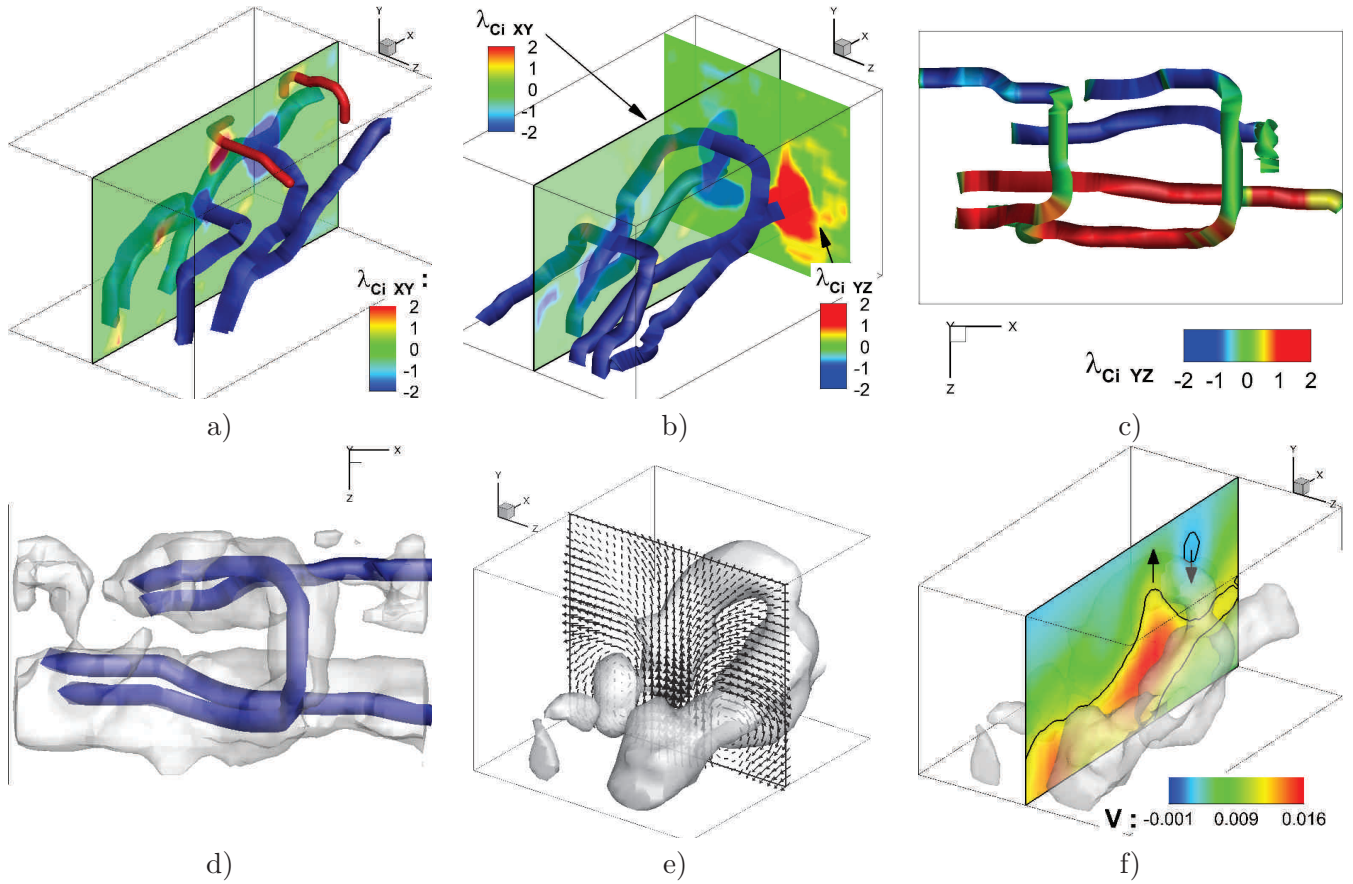 Y
X
Z
λCi XY :
2
1
0
-1
-2
a)
λCi XY
2
1
0
-1
-2
Y
X
Z
λCi YZ
2
1
0
-1
-2
b)
Y X
Z
λCi YZ
-2 -1 0 1 2
c)
Y X
Z
d)
Y
X
Z
e)
Y
X
Z
V : -0.001 0.009 0.016
f)